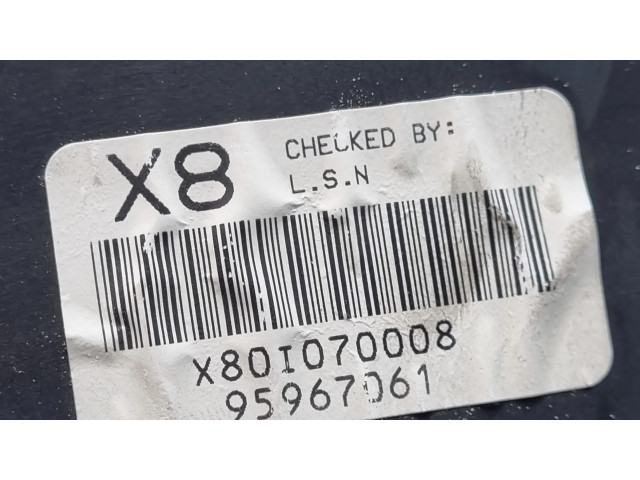 X8
CHECKED BY:
L.S.N
X80I070008
95967061